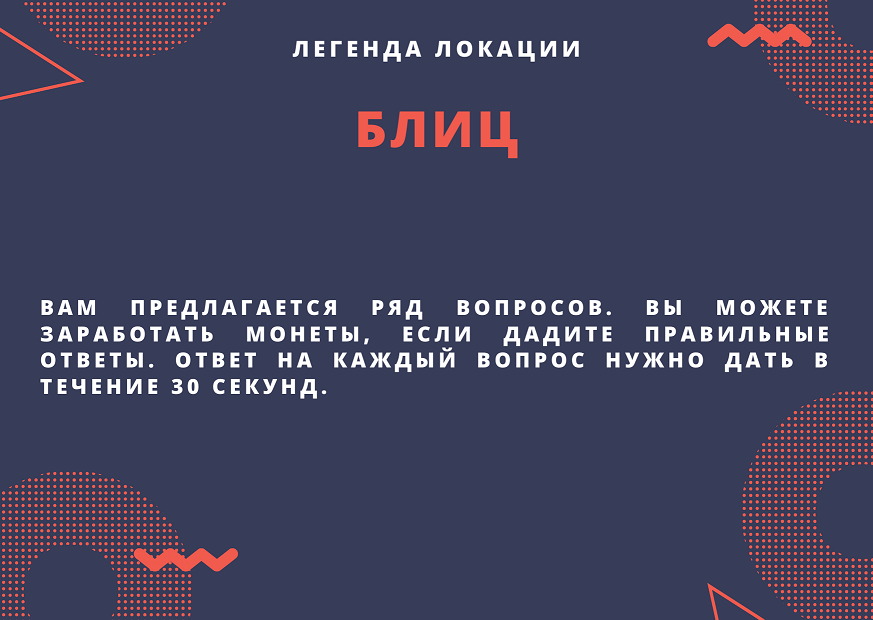 ЛЕГЕНДА ЛОКАЦИИ
БЛИЦ
ВАМ ПРЕДЛАГАЕТСЯ РЯД ВОПРОСОВ. ВЫ МОЖЕТЕ
ЗАРАБОТАТЬ МОНЕТЫ, ЕСЛИ ДАДИТЕ ПРАВИЛЬНЫЕ
ОТВЕТЫ. ОТВЕТ НА КАЖДЫЙ ВОПРОС НУЖНО ДАТЬ В
ТЕЧЕНИЕ 30 СЕКУНД.